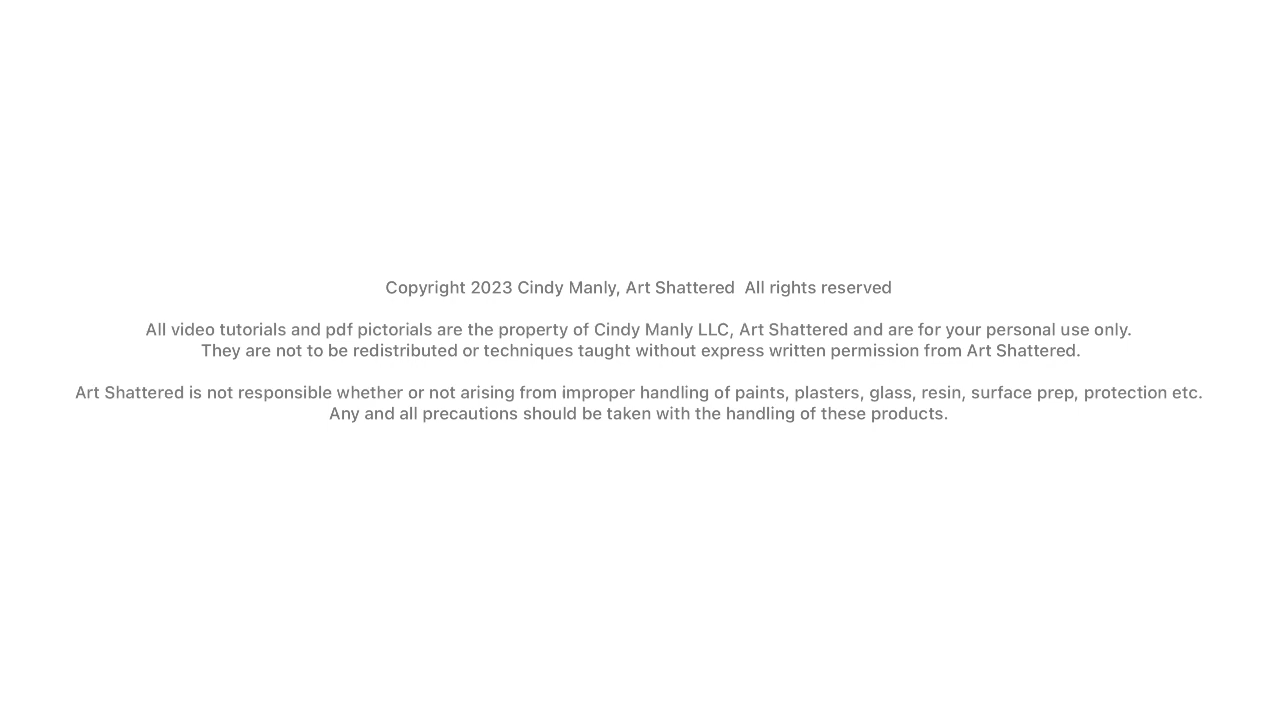 Copyright 2023 Cindy Manly, Art Shattered  All rights reserved
All video tutorials and pdf pictorials are the property of Cindy Manly LLC, Art Shattered and are for your personal use only.
They are not to be redistributed or techniques taught without express written permission from Art Shattered.
Art Shattered is not responsible whether or not arising from improper handling of paints, plasters, glass, resin, surface prep, protection etc.
Any and all precautions should be taken with the handling of these products.